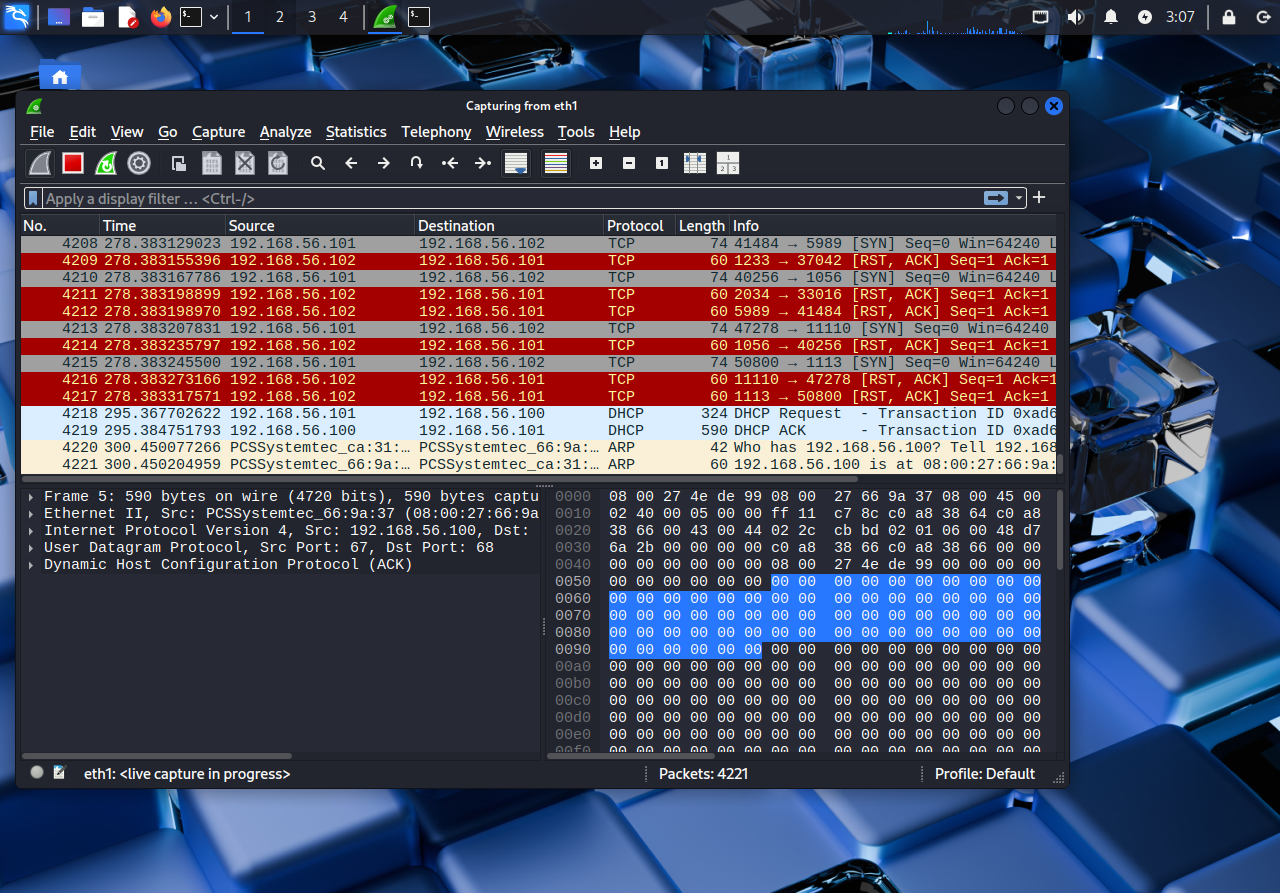 1 2 3 4 3:07
Capturing from eth1
File Edit View Go Capture Analyze Statistics Telephony Wireless Tools Help
Apply a display filter … <Ctrl-/>
No. Time Source Destination Protocol Length Info
4208 278.383129023 192.168.56.101 192.168.56.102 TCP 74 41484 → 5989 [SYN] Seq=0 Win=64240 L
4209 278.383155396 192.168.56.102 192.168.56.101 TCP 60 1233 → 37042 [RST, ACK] Seq=1 Ack=1
4210 278.383167786 192.168.56.101 192.168.56.102 TCP 74 40256 → 1056 [SYN] Seq=0 Win=64240 L
4211 278.383198899 192.168.56.102 192.168.56.101 TCP 60 2034 → 33016 [RST, ACK] Seq=1 Ack=1
4212 278.383198970 192.168.56.102 192.168.56.101 TCP 60 5989 → 41484 [RST, ACK] Seq=1 Ack=1
4213 278.383207831 192.168.56.101 192.168.56.102 TCP 74 47278 → 11110 [SYN] Seq=0 Win=64240
4214 278.383235797 192.168.56.102 192.168.56.101 TCP 60 1056 → 40256 [RST, ACK] Seq=1 Ack=1
4215 278.383245500 192.168.56.101 192.168.56.102 TCP 74 50800 → 1113 [SYN] Seq=0 Win=64240 L
4216 278.383273166 192.168.56.102 192.168.56.101 TCP 60 11110 → 47278 [RST, ACK] Seq=1 Ack=1
4217 278.383317571 192.168.56.102 192.168.56.101 TCP 60 1113 → 50800 [RST, ACK] Seq=1 Ack=1
4218 295.367702622 192.168.56.101 192.168.56.100 DHCP 324 DHCP Request - Transaction ID 0xad6
4219 295.384751793 192.168.56.100 192.168.56.101 DHCP 590 DHCP ACK - Transaction ID 0xad6
4220 300.450077266 PCSSystemtec_ca:31:… PCSSystemtec_66:9a:… ARP 42 Who has 192.168.56.100? Tell 192.168
4221 300.450204959 PCSSystemtec_66:9a:… PCSSystemtec_ca:31:… ARP 60 192.168.56.100 is at 08:00:27:66:9a:
Frame 5: 590 bytes on wire (4720 bits), 590 bytes captu
Ethernet II, Src: PCSSystemtec_66:9a:37 (08:00:27:66:9a
Internet Protocol Version 4, Src: 192.168.56.100, Dst:
User Datagram Protocol, Src Port: 67, Dst Port: 68
Dynamic Host Configuration Protocol (ACK)
0000 08 00 27 4e de 99 08 00 27 66 9a 37 08 00 45 00
0010 02 40 00 05 00 00 ff 11 c7 8c c0 a8 38 64 c0 a8
0020 38 66 00 43 00 44 02 2c cb bd 02 01 06 00 48 d7
0030 6a 2b 00 00 00 00 c0 a8 38 66 c0 a8 38 66 00 00
0040 00 00 00 00 00 00 08 00 27 4e de 99 00 00 00 00
0050 00 00 00 00 00 00 00 00 00 00 00 00 00 00 00 00
0060 00 00 00 00 00 00 00 00 00 00 00 00 00 00 00 00
0070 00 00 00 00 00 00 00 00 00 00 00 00 00 00 00 00
0080 00 00 00 00 00 00 00 00 00 00 00 00 00 00 00 00
0090 00 00 00 00 00 00 00 00 00 00 00 00 00 00 00 00
00a0 00 00 00 00 00 00 00 00 00 00 00 00 00 00 00 00
00b0 00 00 00 00 00 00 00 00 00 00 00 00 00 00 00 00
00c0 00 00 00 00 00 00 00 00 00 00 00 00 00 00 00 00
00d0 00 00 00 00 00 00 00 00 00 00 00 00 00 00 00 00
00e0 00 00 00 00 00 00 00 00 00 00 00 00 00 00 00 00
00f0 00 00 00 00 00 00 00 00 00 00 00 00 00 00 00 00
eth1: <live capture in progress> Packets: 4221 Profile: Default